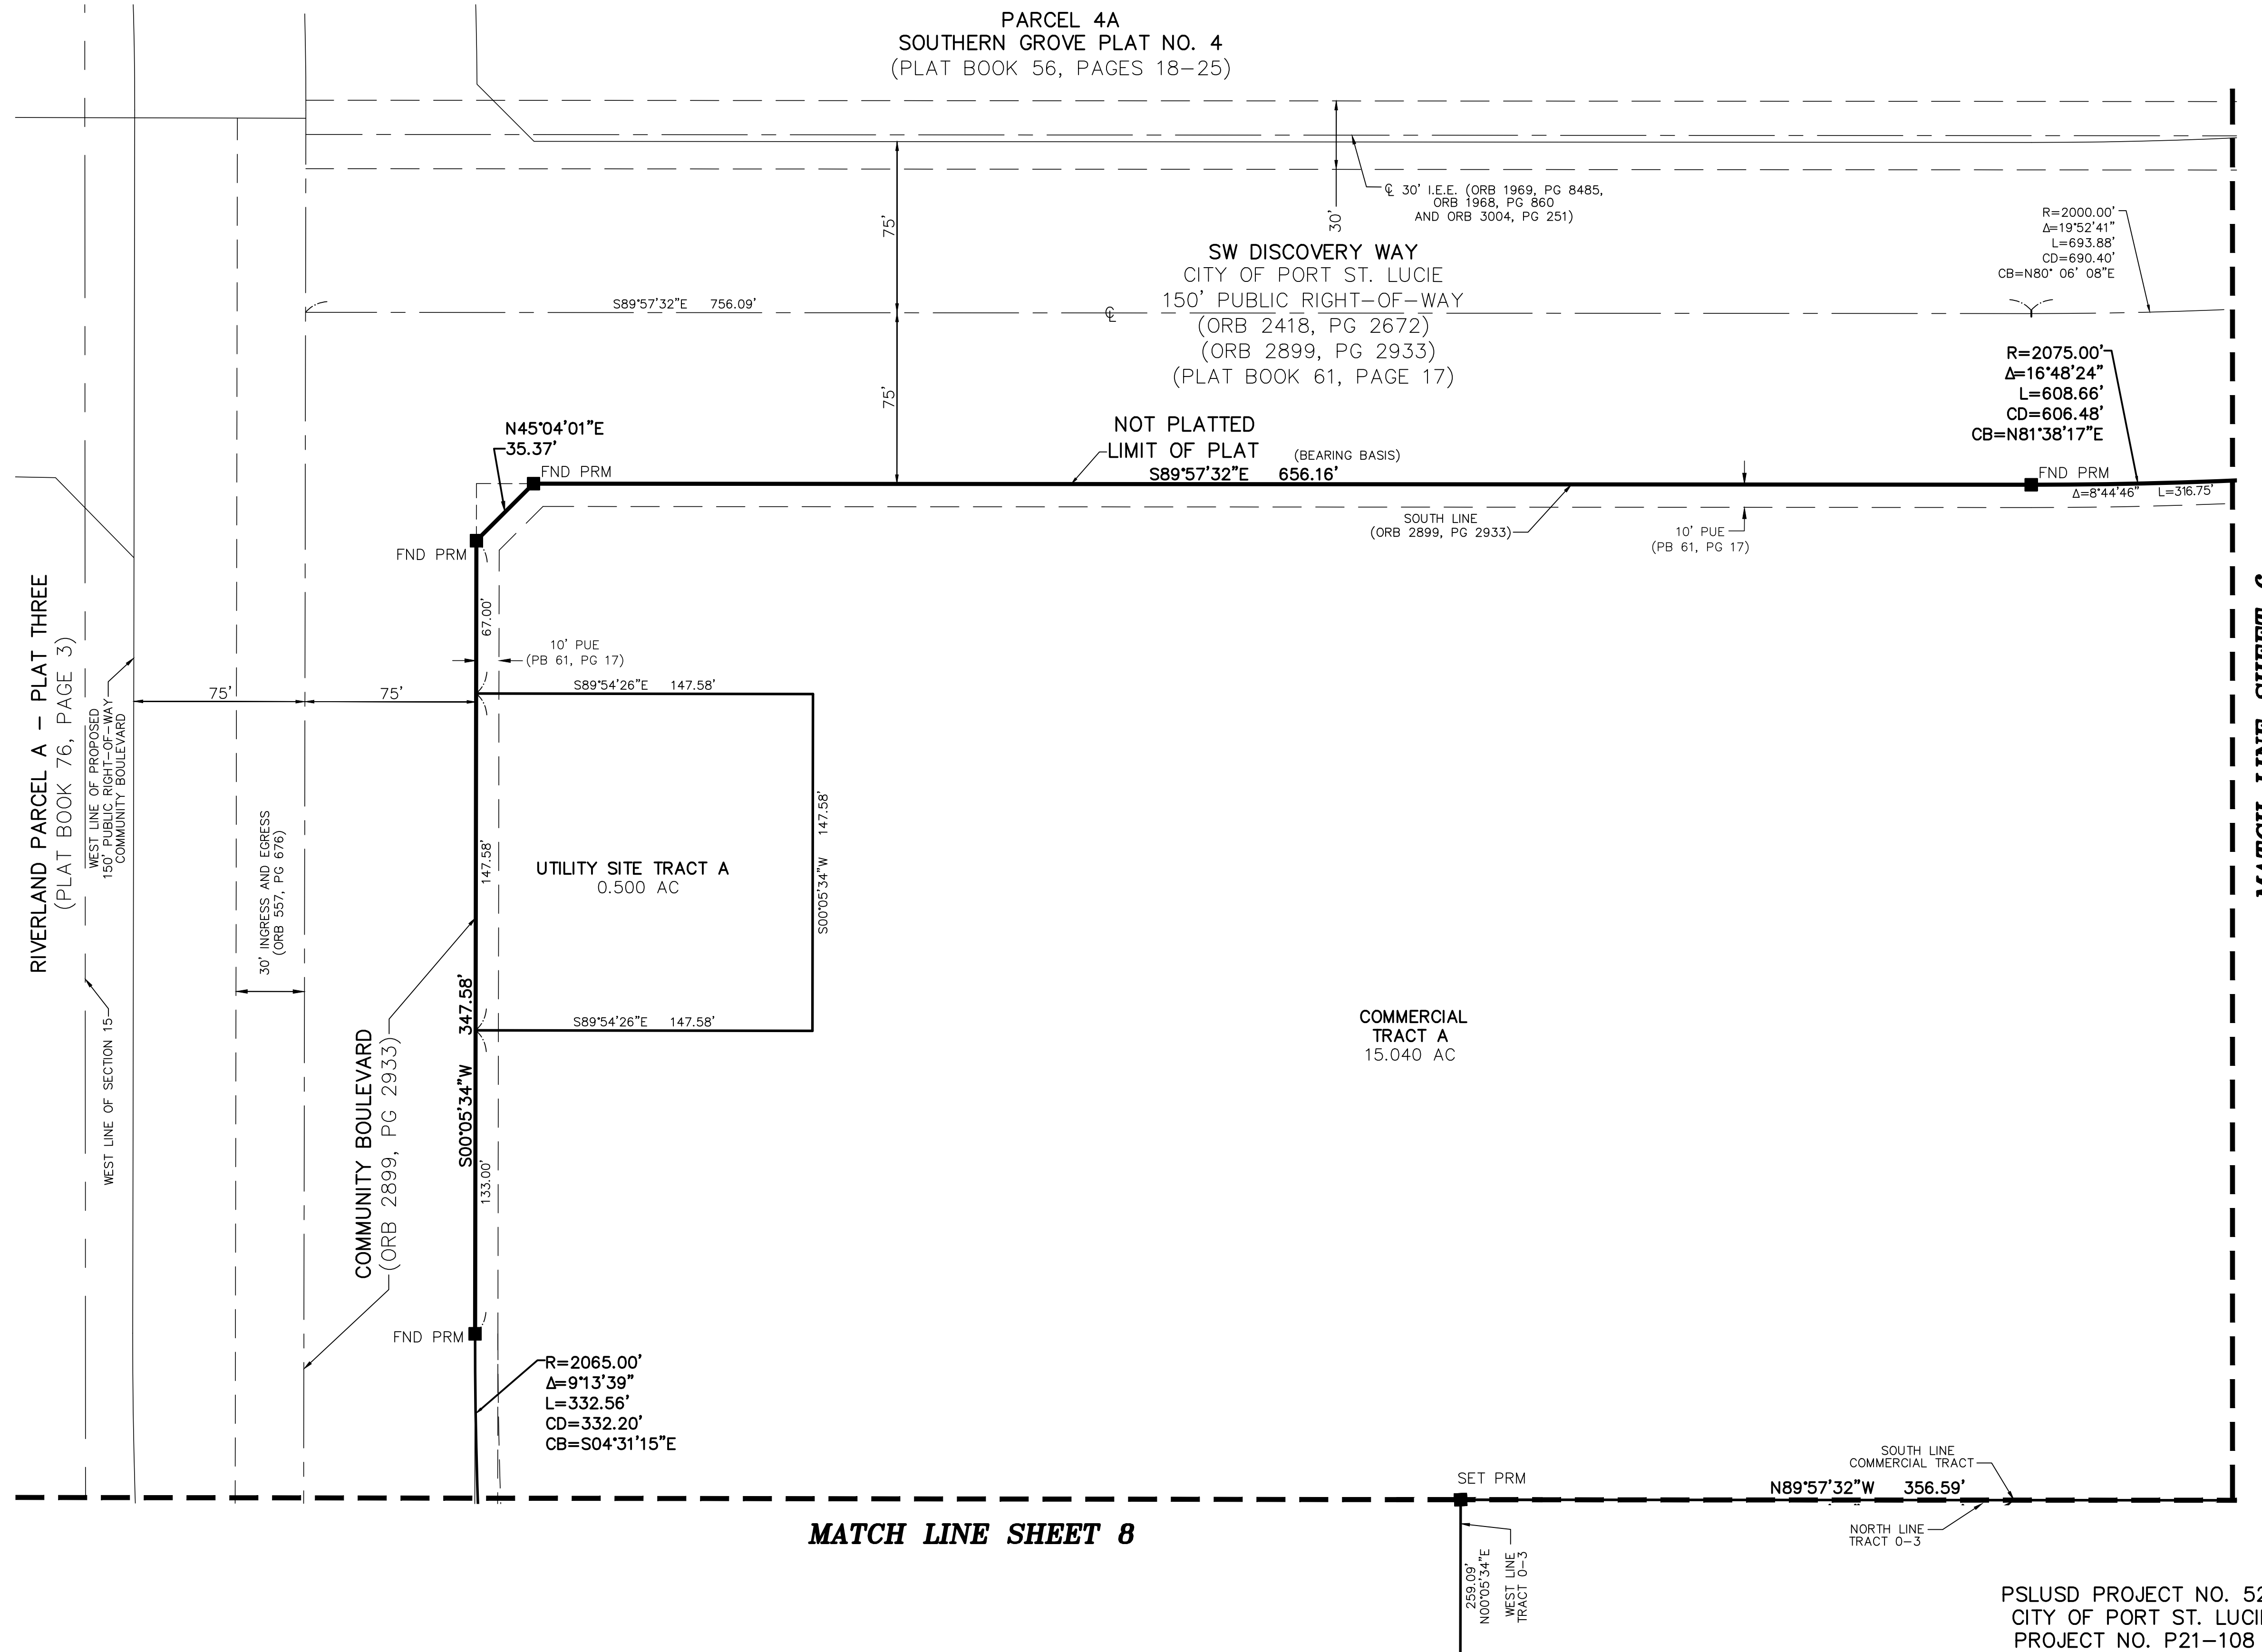 PARCEL 4A
SOUTHERN GROVE PLAT NO. 4
(PLAT BOOK 56, PAGES 18-25)
℄ 30' I.E.E. (ORB 1969, PG 8485,
ORB 1968, PG 860
AND ORB 3004, PG 251)
30'
75'
R=2000.00'
Δ=19°52'41"
L=693.88'
CD=690.40'
CB=N80° 06' 08"E
SW DISCOVERY WAY
CITY OF PORT ST. LUCIE
150' PUBLIC RIGHT-OF-WAY
(ORB 2418, PG 2672)
(ORB 2899, PG 2933)
(PLAT BOOK 61, PAGE 17)
S89°57'32"E 756.09'
℄
75'
R=2075.00'
Δ=16°48'24"
L=608.66'
CD=606.48'
CB=N81°38'17"E
N45°04'01"E
35.37'
FND PRM
NOT PLATTED
LIMIT OF PLAT
(BEARING BASIS)
S89°57'32"E 656.16'
FND PRM
Δ=8°44'46" L=316.75'
SOUTH LINE
(ORB 2899, PG 2933)
10' PUE
(PB 61, PG 17)
FND PRM
67.00'
10' PUE
(PB 61, PG 17)
75'
75'
RIVERLAND PARCEL A - PLAT THREE
(PLAT BOOK 76, PAGE 3)
WEST LINE OF PROPOSED
150' PUBLIC RIGHT-OF-WAY
COMMUNITY BOULEVARD
WEST LINE OF SECTION 15
30' INGRESS AND EGRESS
(ORB 557, PG 676)
S89°54'26"E 147.58'
147.58'
UTILITY SITE TRACT A
0.500 AC
S00°05'34"W 147.58'
S89°54'26"E 147.58'
COMMUNITY BOULEVARD
(ORB 2899, PG 2933)
S00°05'34"W 347.58'
133.00'
COMMERCIAL
TRACT A
15.040 AC
FND PRM
R=2065.00'
Δ=9°13'39"
L=332.56'
CD=332.20'
CB=S04°31'15"E
SET PRM
SOUTH LINE
COMMERCIAL TRACT
N89°57'32"W 356.59'
NORTH LINE
TRACT O-3
MATCH LINE SHEET 8
259.09'
N00°05'34"E
WEST LINE
TRACT O-3
PSLUSD PROJECT NO. 52
CITY OF PORT ST. LUCIE
PROJECT NO. P21-108